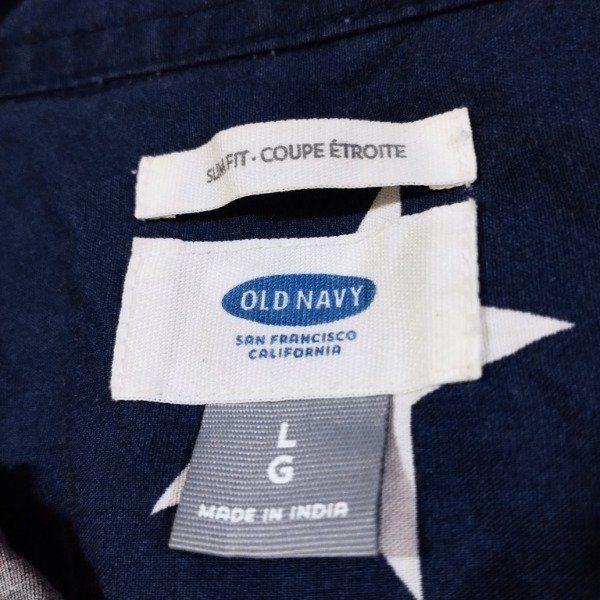 SLIM FIT · COUPE ÉTROITE
OLD NAVY
SAN FRANCISCO
CALIFORNIA
L
G
MADE IN INDIA